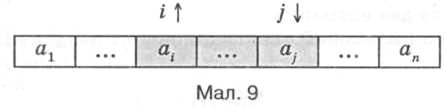 i ↑ j ↓
a₁ ... aᵢ ... aⱼ ... aₙ
Мал. 9